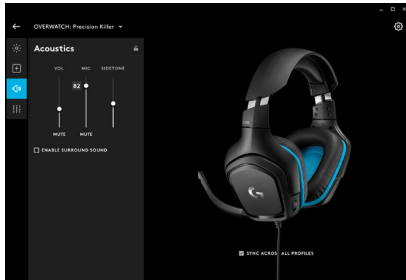 OVERWATCH: Precision Killer
Acoustics
VOL MIC SIDETONE
82
MUTE MUTE
ENABLE SURROUND SOUND
SYNC ACROSS ALL PROFILES